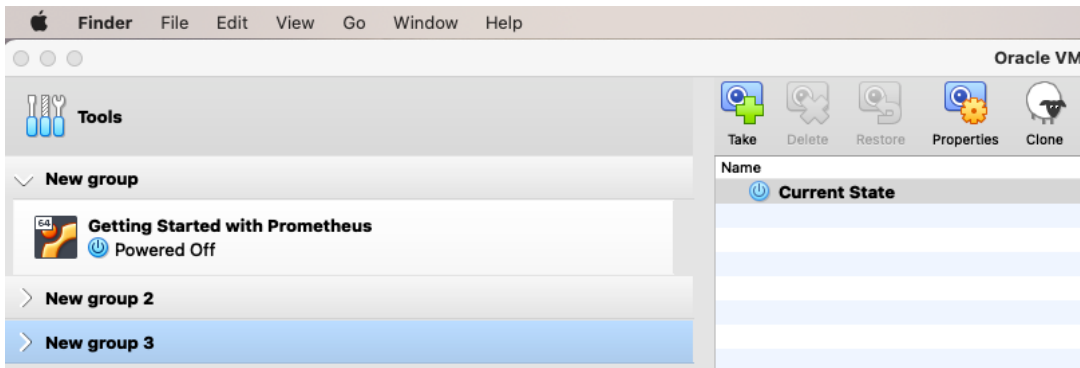 Finder File Edit View Go Window Help
Oracle VM
Tools
Take Delete Restore Properties Clone
New group
Name
Current State
64
Getting Started with Prometheus
Powered Off
New group 2
New group 3